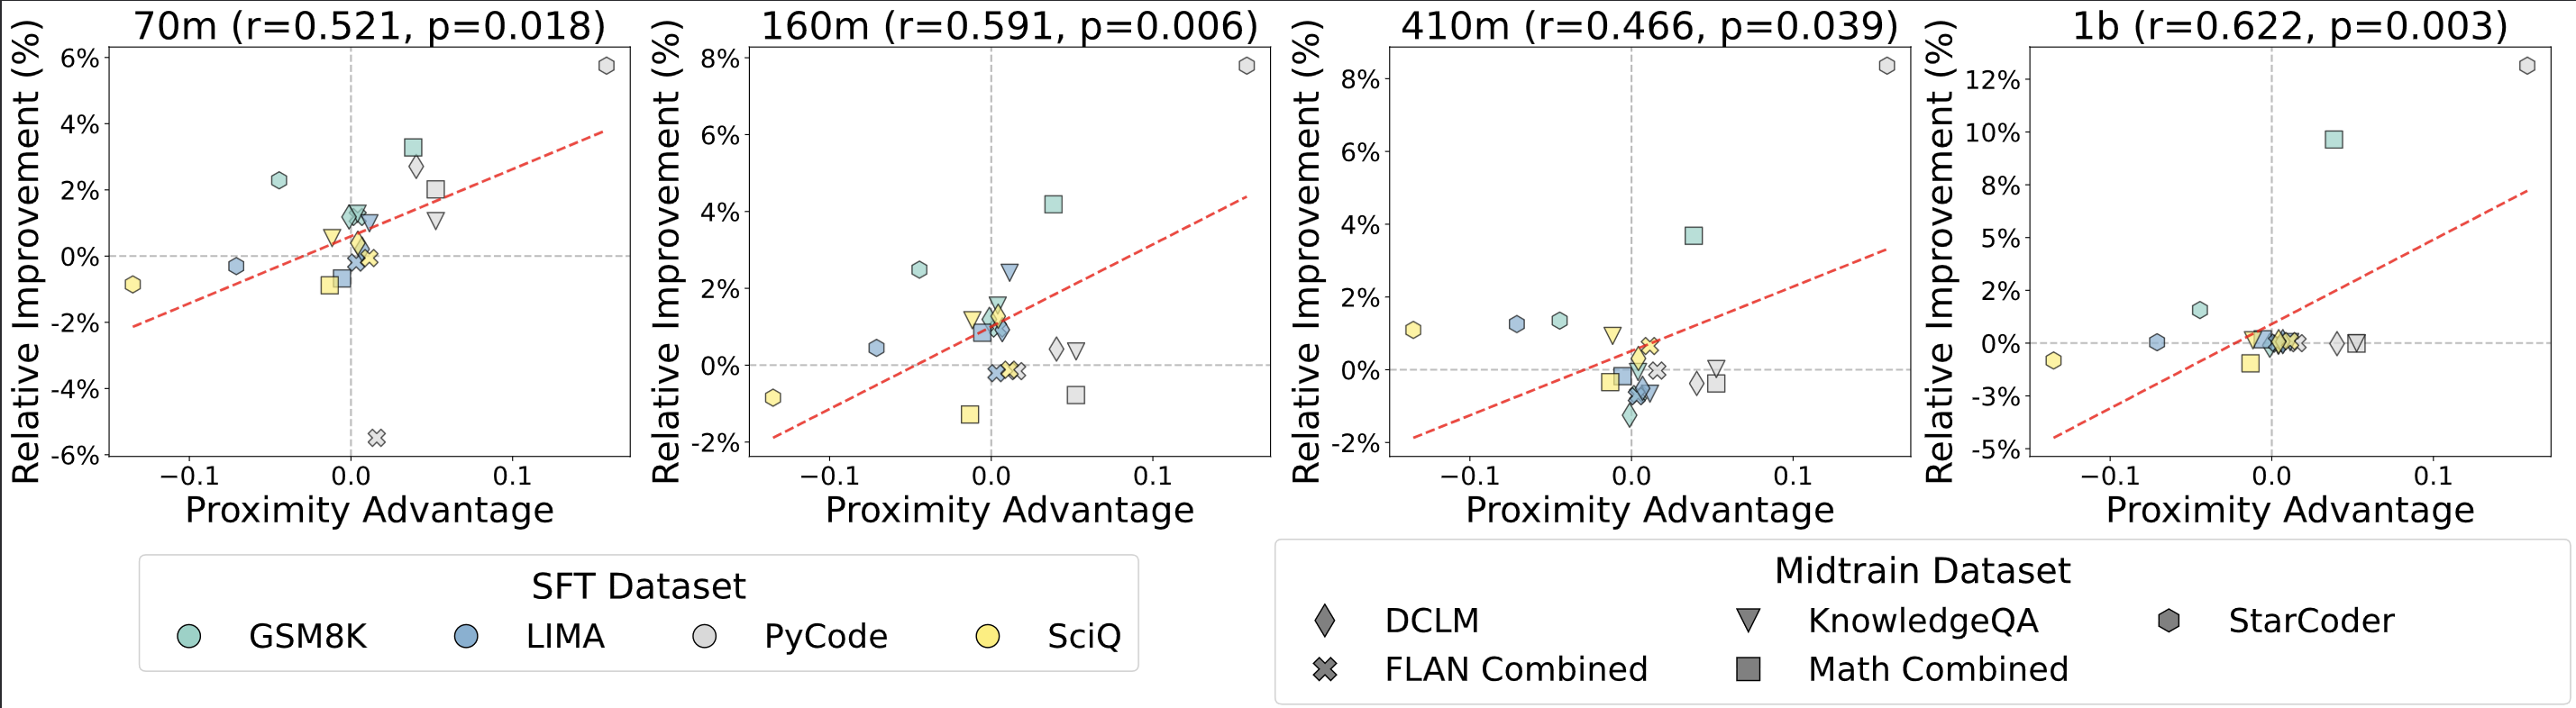 70m (r=0.521, p=0.018)
Relative Improvement (%)
6%
4%
2%
0%
-2%
-4%
-6%
−0.1 0.0 0.1
Proximity Advantage
160m (r=0.591, p=0.006)
Relative Improvement (%)
8%
6%
4%
2%
0%
-2%
−0.1 0.0 0.1
Proximity Advantage
410m (r=0.466, p=0.039)
Relative Improvement (%)
8%
6%
4%
2%
0%
-2%
−0.1 0.0 0.1
Proximity Advantage
1b (r=0.622, p=0.003)
Relative Improvement (%)
12%
10%
8%
5%
2%
0%
-3%
-5%
−0.1 0.0 0.1
Proximity Advantage
SFT Dataset
GSM8K LIMA PyCode SciQ
Midtrain Dataset
DCLM KnowledgeQA StarCoder
FLAN Combined Math Combined